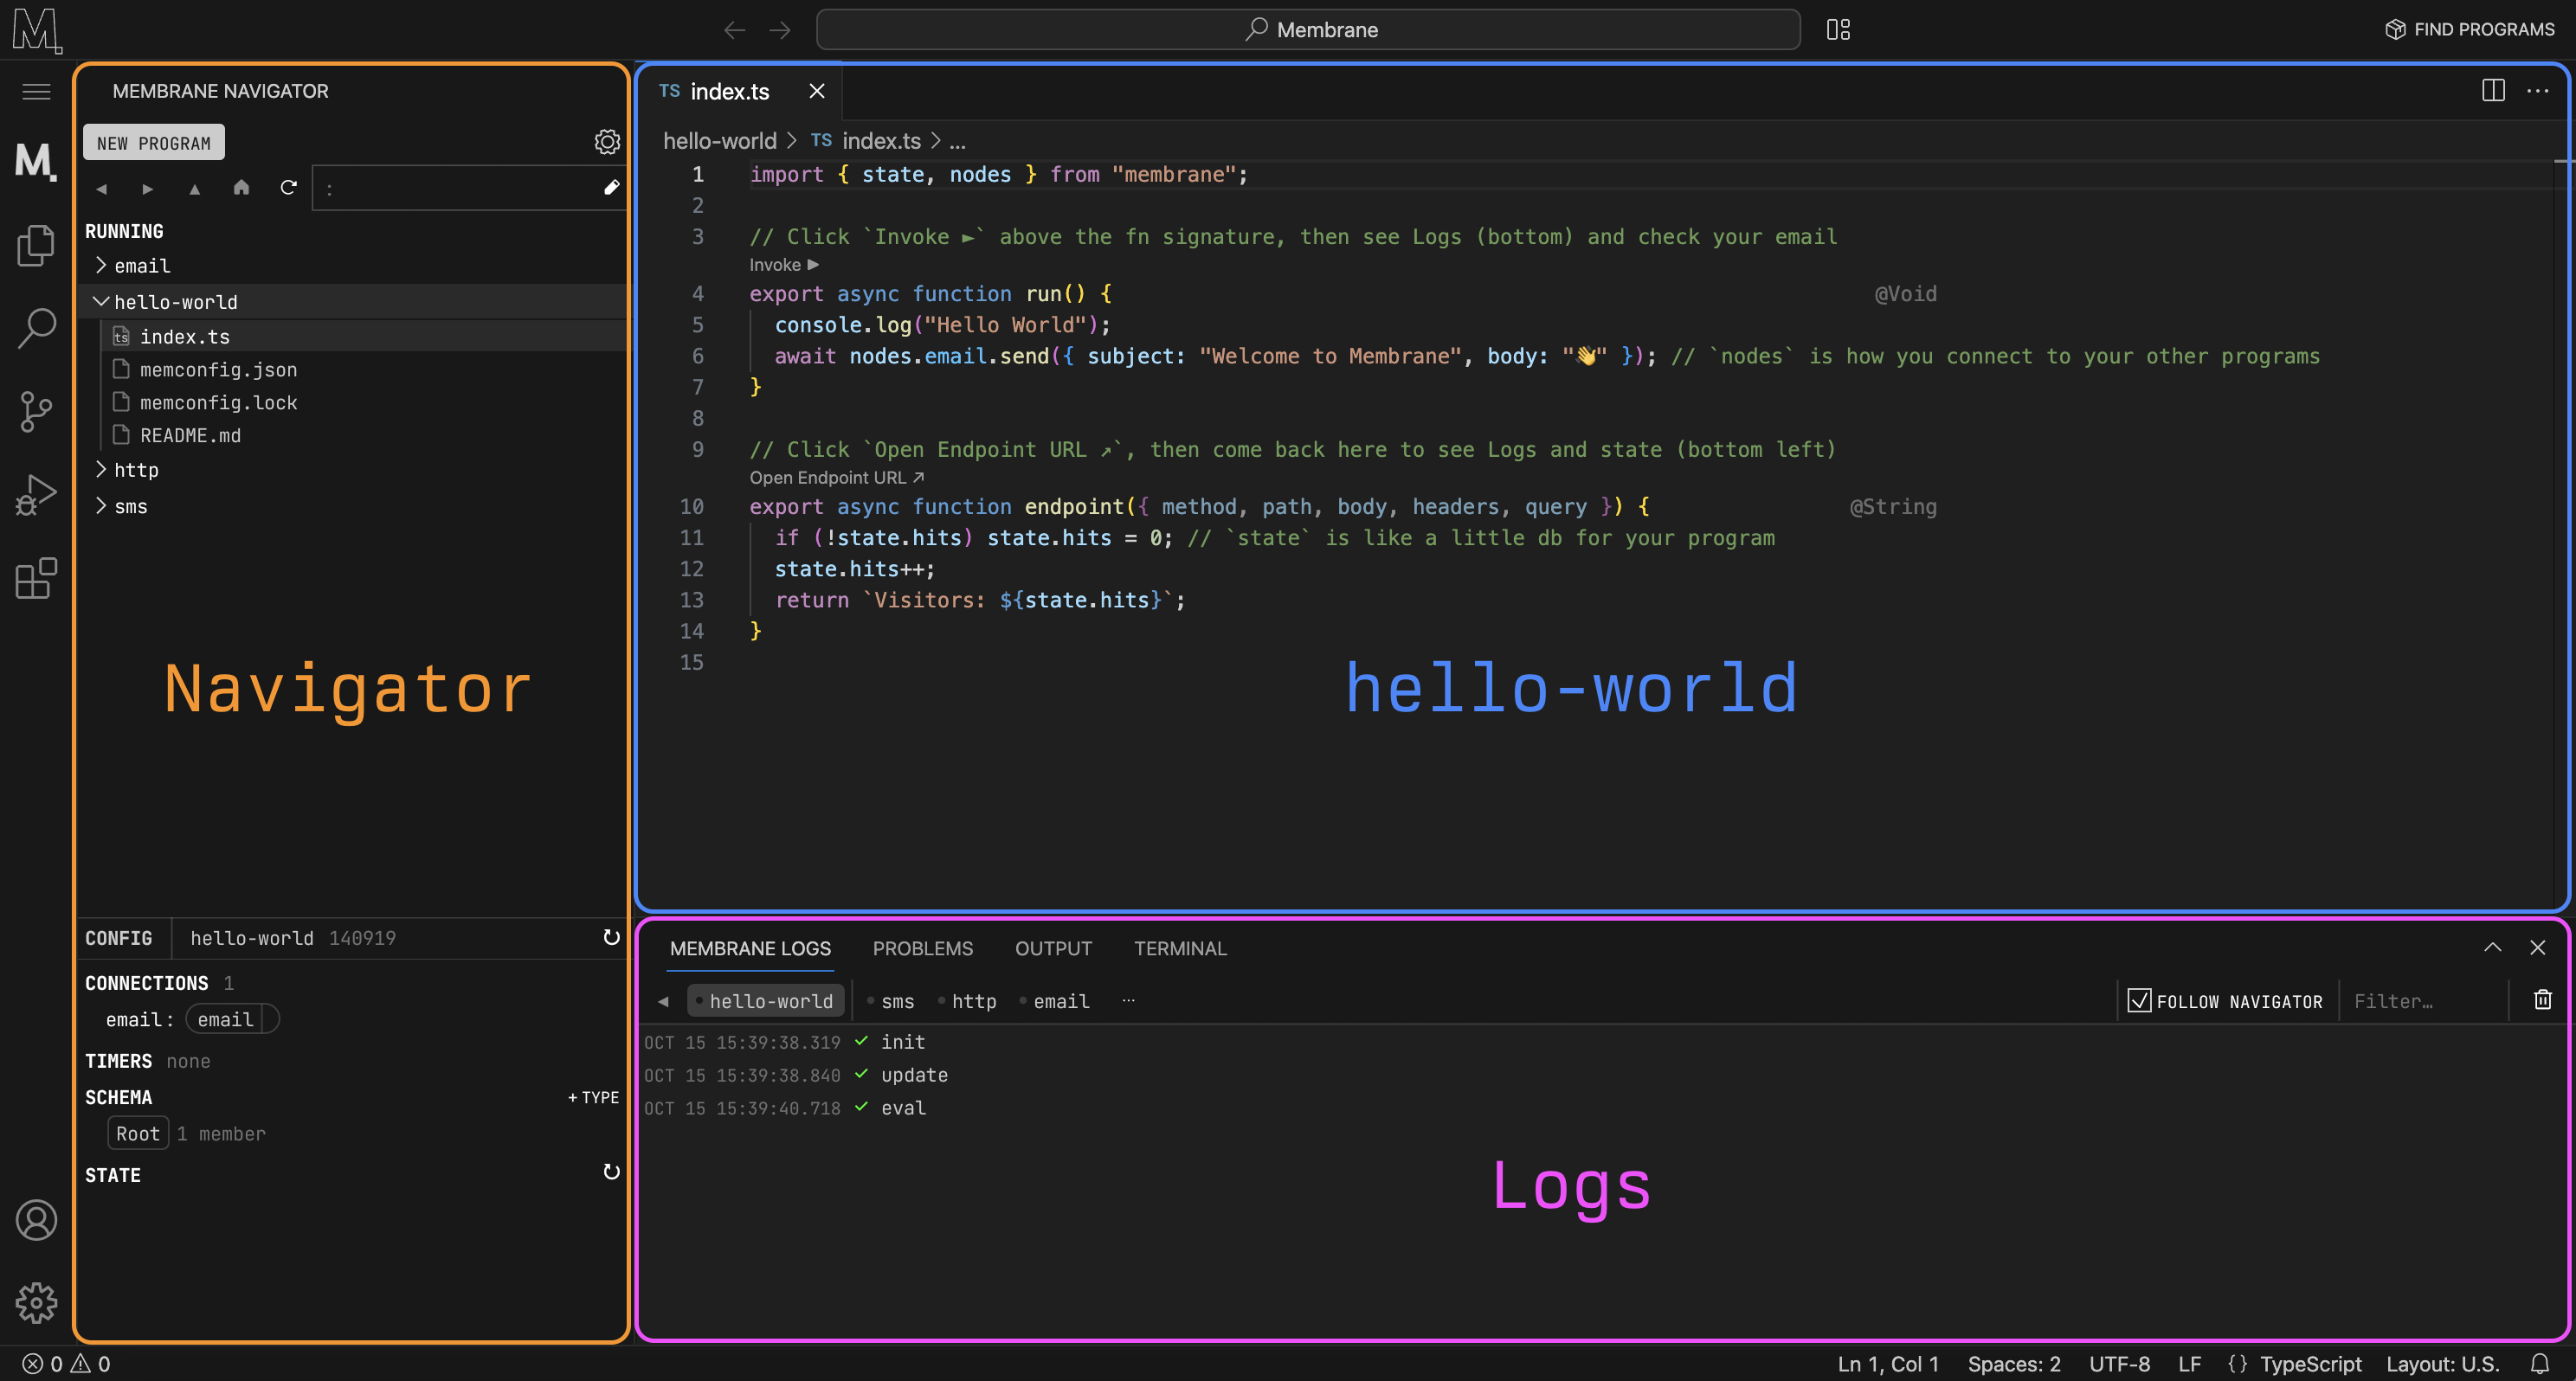 M.
Membrane
FIND PROGRAMS
MEMBRANE NAVIGATOR
NEW PROGRAM
M.
:
RUNNING
email
hello-world
TS index.ts
memconfig.json
memconfig.lock
README.md
http
sms
Navigator
CONFIG hello-world 140919
CONNECTIONS 1
email: email
TIMERS none
SCHEMA + TYPE
Root 1 member
STATE
TS index.ts
hello-world > TS index.ts > ...
1 import { state, nodes } from "membrane";
2
3 // Click `Invoke ►` above the fn signature, then see Logs (bottom) and check your email
Invoke ▶
4 export async function run() { @Void
5 console.log("Hello World");
6 await nodes.email.send({ subject: "Welcome to Membrane", body: "👋" }); // `nodes` is how you connect to your other programs
7 }
8
9 // Click `Open Endpoint URL ↗`, then come back here to see Logs and state (bottom left)
Open Endpoint URL ↗
10 export async function endpoint({ method, path, body, headers, query }) { @String
11 if (!state.hits) state.hits = 0; // `state` is like a little db for your program
12 state.hits++;
13 return `Visitors: ${state.hits}`;
14 }
15
hello-world
MEMBRANE LOGS PROBLEMS OUTPUT TERMINAL
hello-world sms http email ... FOLLOW NAVIGATOR Filter…
OCT 15 15:39:38.319 ✓ init
OCT 15 15:39:38.840 ✓ update
OCT 15 15:39:40.718 ✓ eval
Logs
0 0 Ln 1, Col 1 Spaces: 2 UTF-8 LF {} TypeScript Layout: U.S.